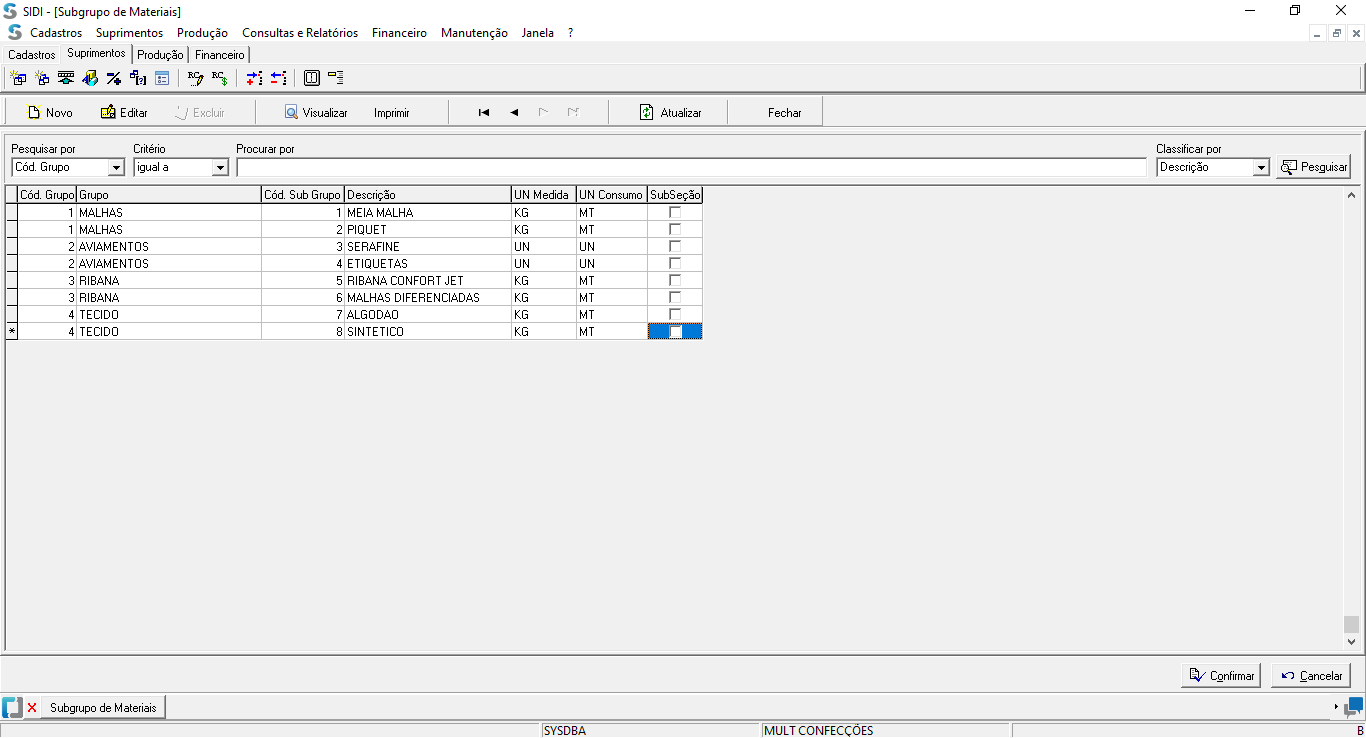 SIDI - [Subgrupo de Materiais]
Cadastros Suprimentos Produção Consultas e Relatórios Financeiro Manutenção Janela ?
Cadastros Suprimentos Produção Financeiro
Novo Editar Excluir Visualizar Imprimir Atualizar Fechar
Pesquisar por Critério Procurar por Classificar por
Cód. Grupo igual a Descrição Pesquisar
Cód. Grupo Grupo Cód. Sub Grupo Descrição UN Medida UN Consumo SubSeção
1 MALHAS 1 MEIA MALHA KG MT
1 MALHAS 2 PIQUET KG MT
2 AVIAMENTOS 3 SERAFINE UN UN
2 AVIAMENTOS 4 ETIQUETAS UN UN
3 RIBANA 5 RIBANA CONFORT JET KG MT
3 RIBANA 6 MALHAS DIFERENCIADAS KG MT
4 TECIDO 7 ALGODAO KG MT
* 4 TECIDO 8 SINTETICO KG MT
Confirmar Cancelar
Subgrupo de Materiais
SYSDBA MULT CONFECÇÕES B